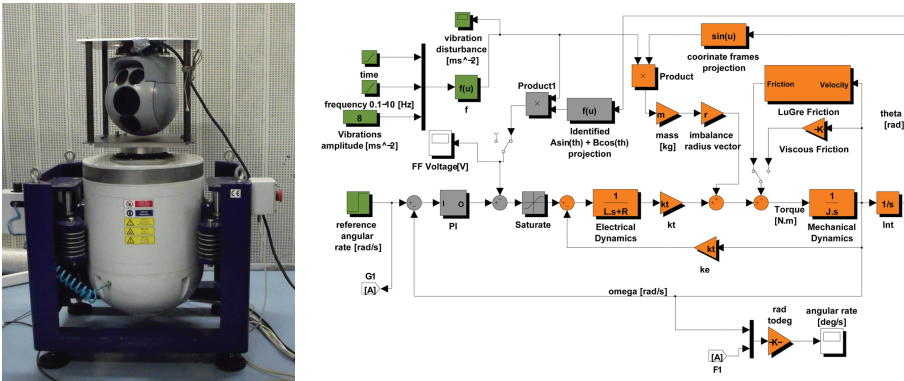 vibration
disturbance
[ms^-2]
time
frequency 0.1-10 [Hz]
8
Vibrations
amplitude [ms^-2]
f(u)
f
FF Voltage[V]
Product1
×
f(u)
Identified
Asin(th) + Bcos(th)
projection
×
Product
sin(u)
coorinate frames
projection
m
mass
[kg]
r
imbalance
radius vector
Friction Velocity
LuGre Friction
-K-
Viscous Friction
theta
[rad]
reference
angular
rate [rad/s]
I O
PI
Saturate
1
L.s+R
Electrical
Dynamics
kt
kt
Torque
[N.m]
1
J.s
Mechanical
Dynamics
1/s
Int
kt
ke
G1
[A]
omega [rad/s]
[A]
F1
rad
todeg
-K-
angular rate
[deg/s]
CE